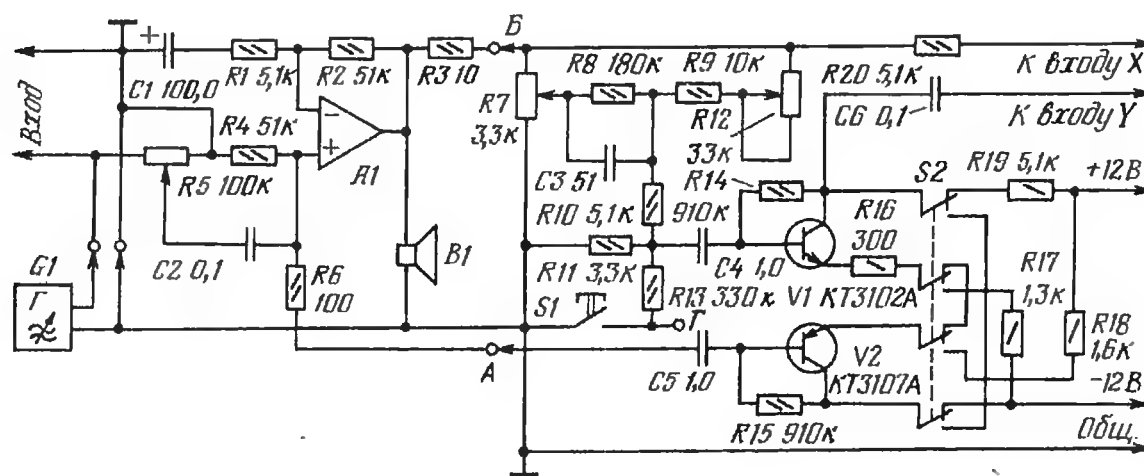 Вход
+
C1 100,0
R1 5,1к
R2 51к
R3 10
Б
R4 51к
R5 100к
C2 0,1
R6
100
А1
−
+
B1
G1
Г
А
R7
3,3к
R8 180к
R9 10к
R12
33к
C3 51
R10 5,1к
R14
910к
R11 3,3к
C4 1,0
R13 330к
S1
Г
C5 1,0
R15 910к
V1 КТ3102А
V2
КТ3107А
R16
300
S2
R20 5,1к
К входу X
C6 0,1
К входу Y
R19 5,1к
+12В
R17
1,3к
R18
1,6к
−12В
Общ.